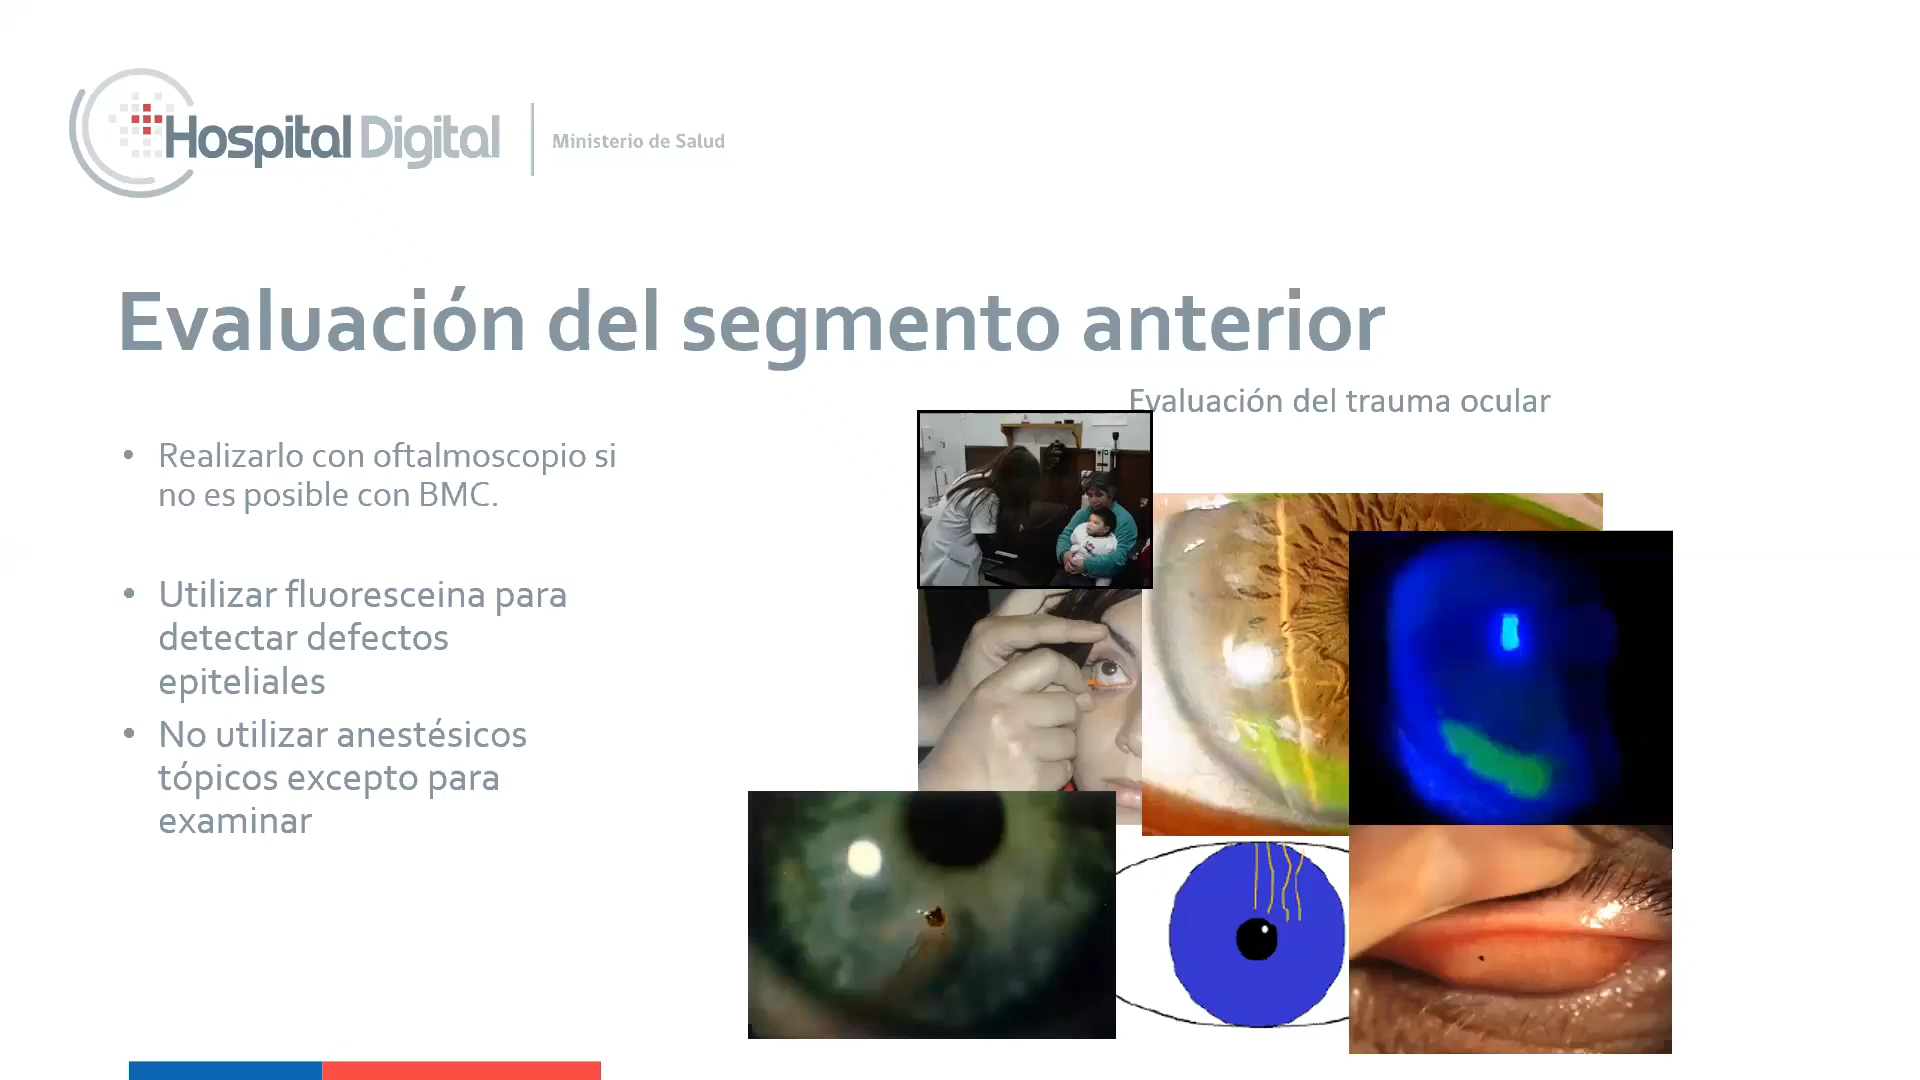 Hospital Digital
Ministerio de Salud
Evaluación del segmento anterior
Evaluación del trauma ocular
• Realizarlo con oftalmoscopio si
no es posible con BMC.
• Utilizar fluoresceina para
detectar defectos
epiteliales
• No utilizar anestésicos
tópicos excepto para
examinar